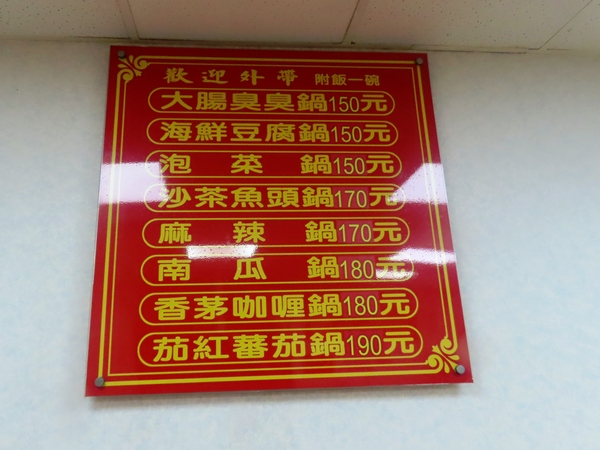 歡迎外帶 附飯一碗
大腸臭臭鍋150元
海鮮豆腐鍋150元
泡菜鍋150元
沙茶魚頭鍋170元
麻辣鍋170元
南瓜鍋180元
香茅咖喱鍋180元
茄紅蕃茄鍋190元